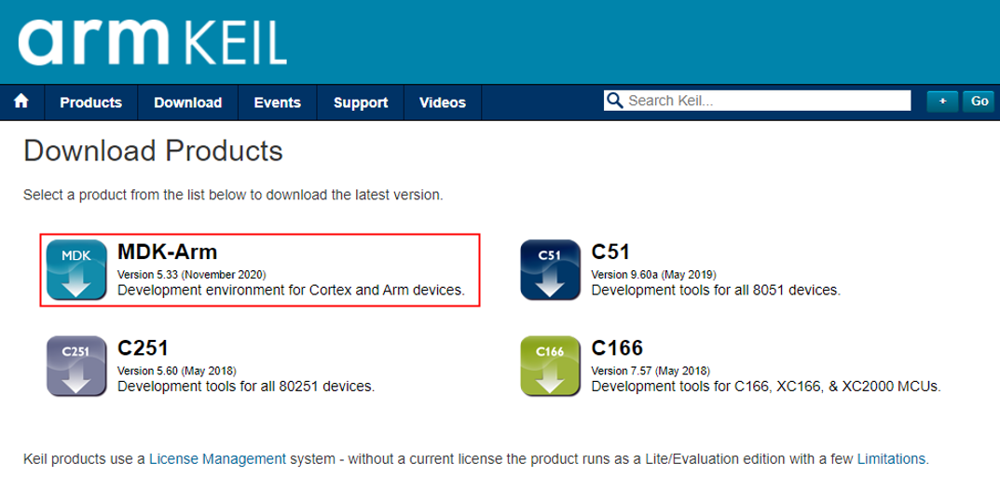 arm KEIL
Products Download Events Support Videos Search Keil... + Go
Download Products
Select a product from the list below to download the latest version.
MDK
MDK-Arm
Version 5.33 (November 2020)
Development environment for Cortex and Arm devices.
C51
C51
Version 9.60a (May 2019)
Development tools for all 8051 devices.
C251
C251
Version 5.60 (May 2018)
Development tools for all 80251 devices.
C166
C166
Version 7.57 (May 2018)
Development tools for C166, XC166, & XC2000 MCUs.
Keil products use a License Management system - without a current license the product runs as a Lite/Evaluation edition with a few Limitations.